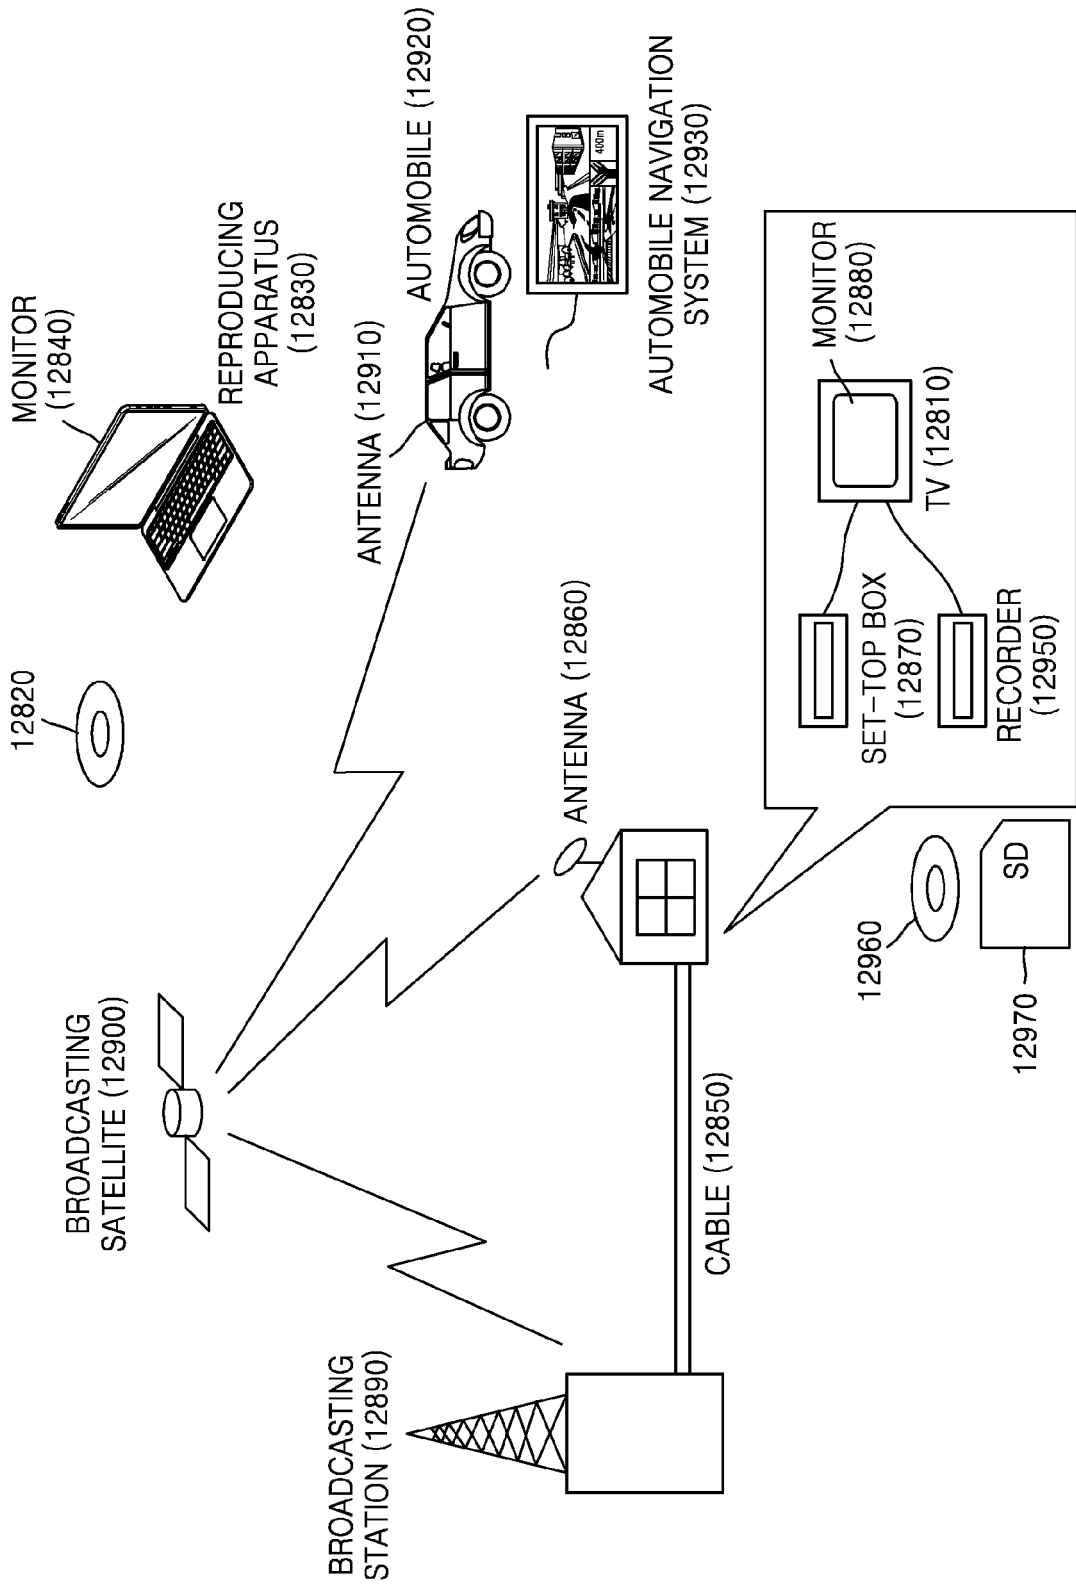 BROADCASTING
SATELLITE (12900)
12820
MONITOR
(12840)
REPRODUCING
APPARATUS
(12830)
BROADCASTING
STATION (12890)
ANTENNA (12860)
ANTENNA (12910)
AUTOMOBILE (12920)
400m
AUTOMOBILE NAVIGATION
SYSTEM (12930)
CABLE (12850)
12960
SD
12970
SET-TOP BOX
(12870)
RECORDER
(12950)
MONITOR
(12880)
TV (12810)